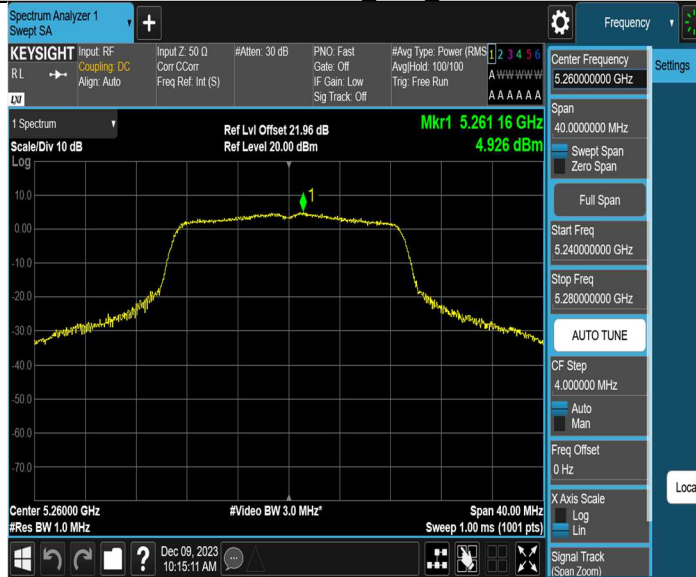 Spectrum Analyzer 1
Swept SA
+
Frequency
KEYSIGHT
RL
LXI
Input: RF
Coupling: DC
Align: Auto
Input Z: 50 Ω
Corr CCorr
Freq Ref: Int (S)
#Atten: 30 dB
PNO: Fast
Gate: Off
IF Gain: Low
Sig Track: Off
#Avg Type: Power (RMS
Avg|Hold: 100/100
Trig: Free Run
1 2 3 4 5 6
A W W W W W
A A A A A A
1 Spectrum
Scale/Div 10 dB
Log
Ref Lvl Offset 21.96 dB
Ref Level 20.00 dBm
Mkr1 5.261 16 GHz
4.926 dBm
1
10.0
0.00
-10.0
-20.0
-30.0
-40.0
-50.0
-60.0
-70.0
Center 5.26000 GHz
#Res BW 1.0 MHz
#Video BW 3.0 MHz*
Span 40.00 MHz
Sweep 1.00 ms (1001 pts)
?
Dec 09, 2023
10:15:11 AM
Center Frequency
5.260000000 GHz
Span
40.0000000 MHz
Swept Span
Zero Span
Full Span
Start Freq
5.240000000 GHz
Stop Freq
5.280000000 GHz
AUTO TUNE
CF Step
4.000000 MHz
Auto
Man
Freq Offset
0 Hz
X Axis Scale
Log
Lin
Signal Track
(Span Zoom)
Settings
Loca